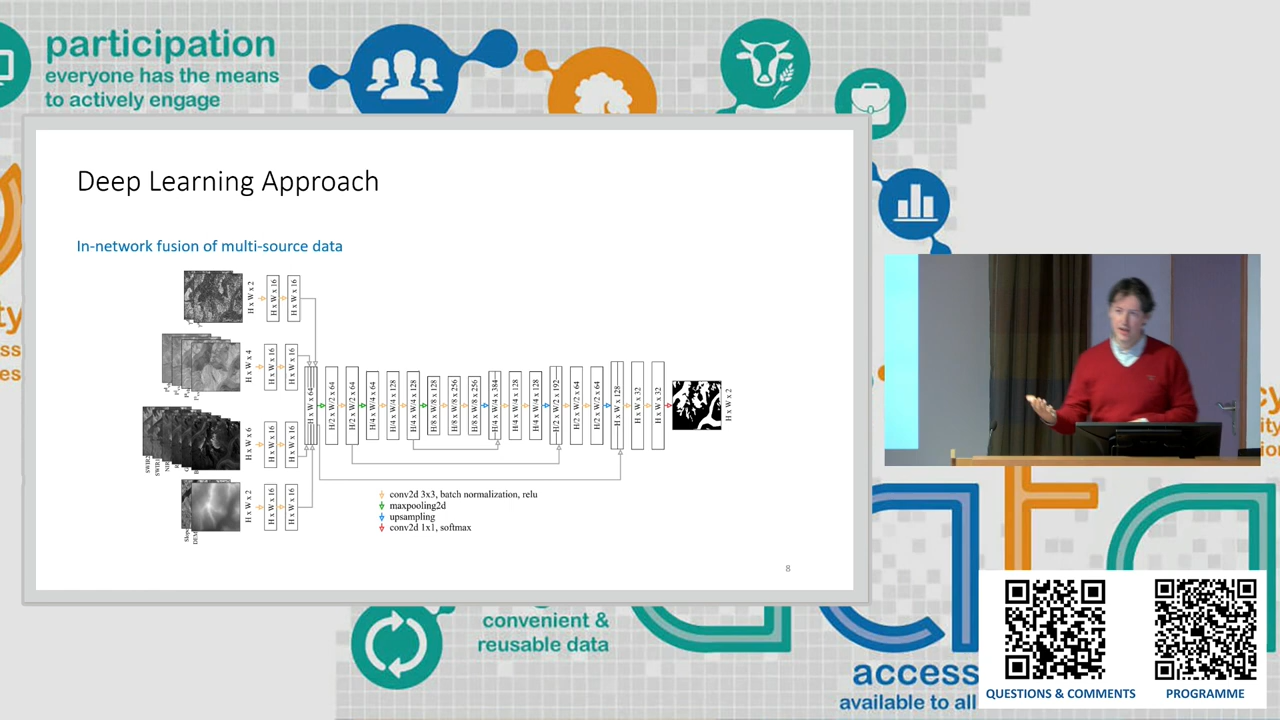 participation
everyone has the means
to actively engage
Deep Learning Approach
In-network fusion of multi-source data
H x W x 2
H x W x 16
H x W x 16
H x W x 4
H x W x 16
H x W x 16
H x W x 6
H x W x 16
H x W x 16
H x W x 2
H x W x 16
H x W x 16
H x W x 64
H/2 x W/2 x 64
H/2 x W/2 x 64
H/4 x W/4 x 64
H/4 x W/4 x 128
H/4 x W/4 x 128
H/8 x W/8 x 128
H/8 x W/8 x 256
H/8 x W/8 x 256
H/4 x W/4 x 384
H/4 x W/4 x 128
H/4 x W/4 x 128
H/2 x W/2 x 192
H/2 x W/2 x 64
H/2 x W/2 x 64
H x W x 128
H x W x 32
H x W x 32
H x W x 2
conv2d 3x3, batch normalization, relu
maxpooling2d
upsampling
conv2d 1x1, softmax
8
convenient &
reusable data
access
available to all
QUESTIONS & COMMENTS
PROGRAMME